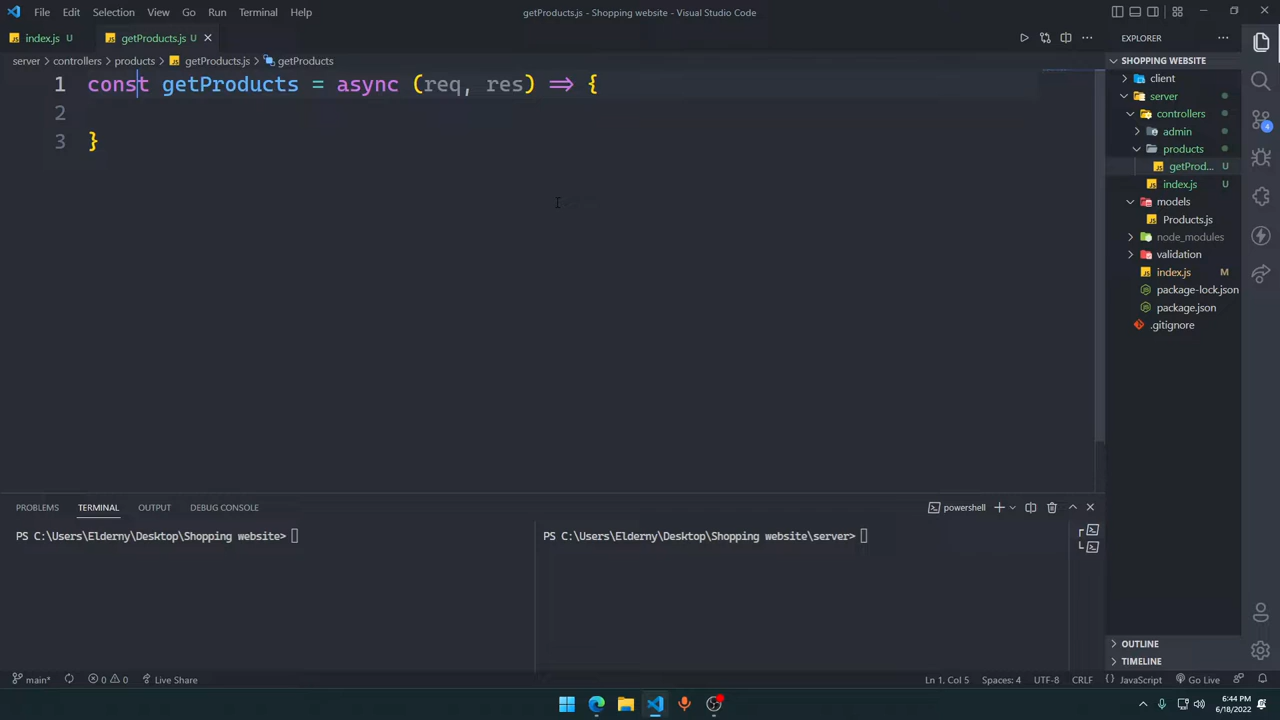 File Edit Selection View Go Run Terminal Help
getProducts.js - Shopping website - Visual Studio Code
index.js U
getProducts.js U
server > controllers > products > getProducts.js > getProducts
1 const getProducts = async (req, res) => {
2
3 }
EXPLORER
SHOPPING WEBSITE
client
server
controllers
admin
products
getProd... U
index.js U
models
Products.js
node_modules
validation
index.js M
package-lock.json
package.json
.gitignore
4
PROBLEMS TERMINAL OUTPUT DEBUG CONSOLE
powershell
PS C:\Users\Elderny\Desktop\Shopping website>
PS C:\Users\Elderny\Desktop\Shopping website\server>
OUTLINE
TIMELINE
main* 0 0 Live Share
Ln 1, Col 5 Spaces: 4 UTF-8 CRLF {} JavaScript Go Live
6:44 PM
6/18/2022